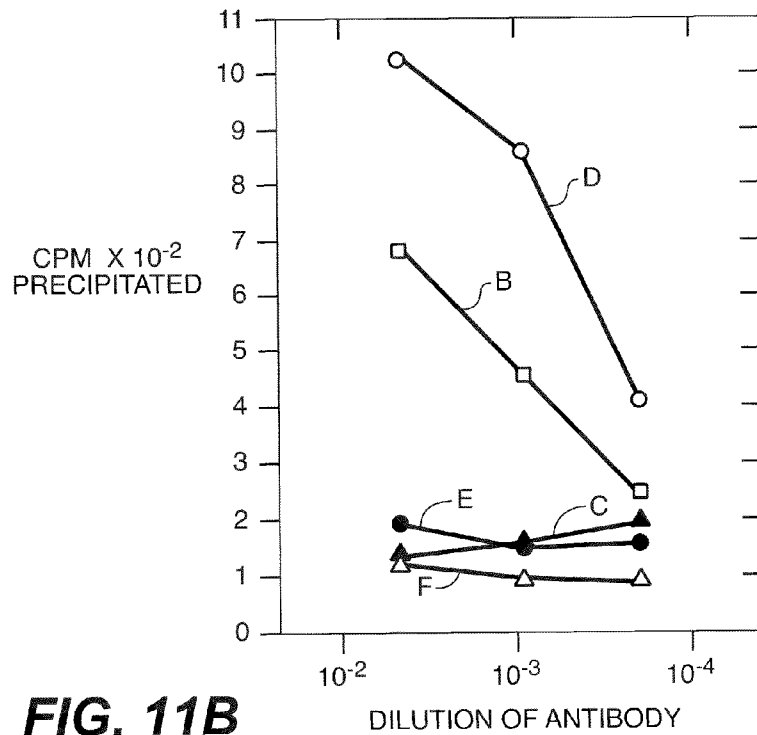 11
10
9
8
7
6
5
4
3
2
1
0
CPM X 10⁻²
PRECIPITATED
D
B
E
C
F
10⁻²
10⁻³
10⁻⁴
DILUTION OF ANTIBODY
FIG. 11B